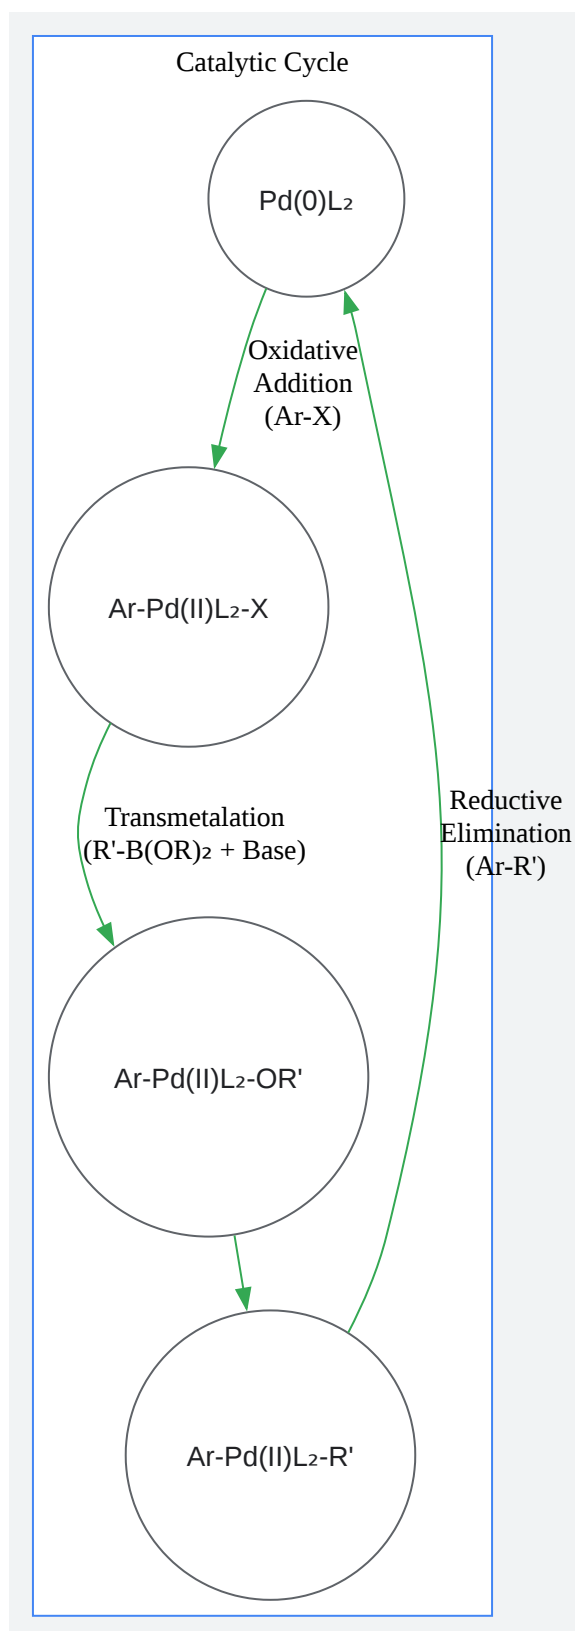 Catalytic Cycle
Pd(0)L₂
Oxidative
Addition
(Ar-X)
Ar-Pd(II)L₂-X
Transmetalation
(R'-B(OR)₂ + Base)
Reductive
Elimination
(Ar-R')
Ar-Pd(II)L₂-OR'
Ar-Pd(II)L₂-R'